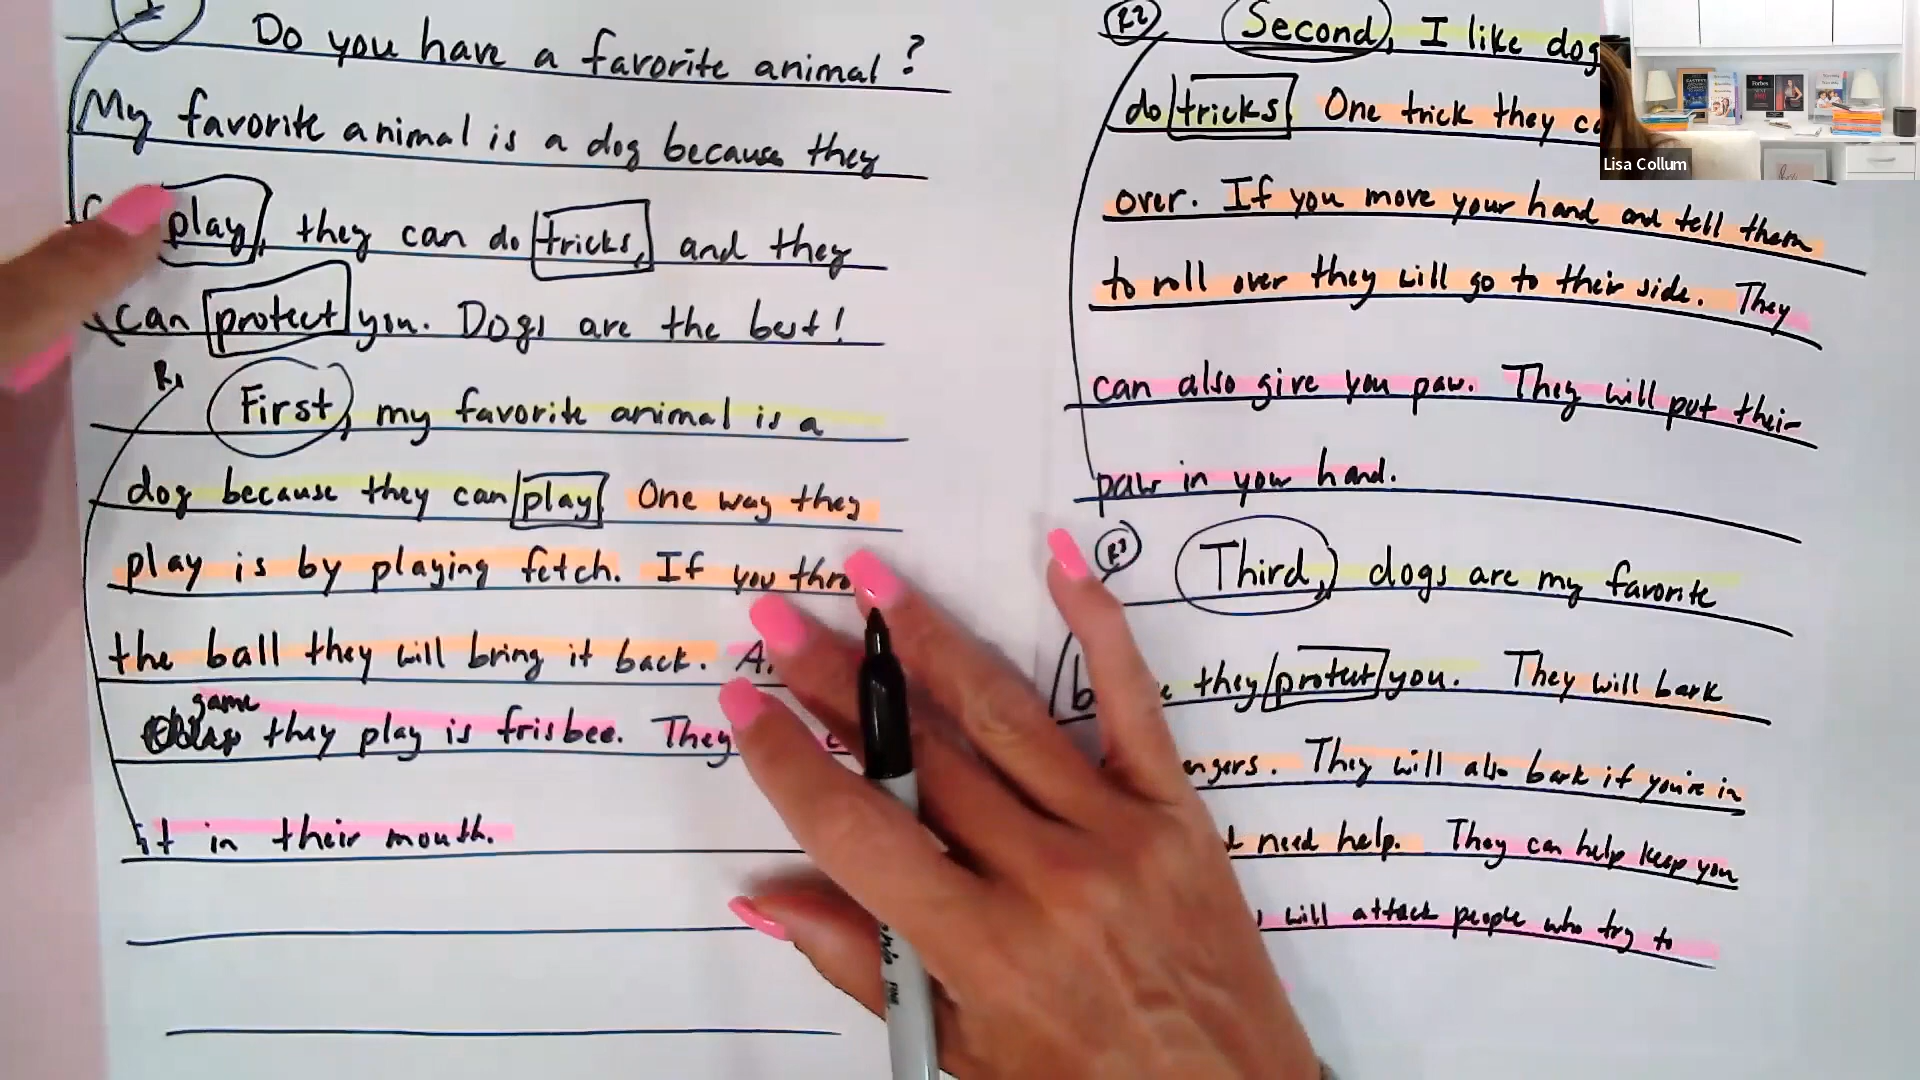 Do you have a favorite animal?
My favorite animal is a dog because they
play, they can do tricks, and they
can protect you. Dogs are the best!
R1
First, my favorite animal is a
dog because they can play. One way they
play is by playing fetch. If you
the ball they will bring it back.
game
they play is frisbee. They
it in their mouth.
R2
Second, I like
do tricks. One trick they
over. If you move your hand and tell them
to roll over they will go to their side. They
can also give you paw. They will put their
paw in your hand.
R3
Third, dogs are my favorite
they protect you. They will bark
They will also bark if you're in
need help. They can help keep you
will attack people who try to
Lisa Collum